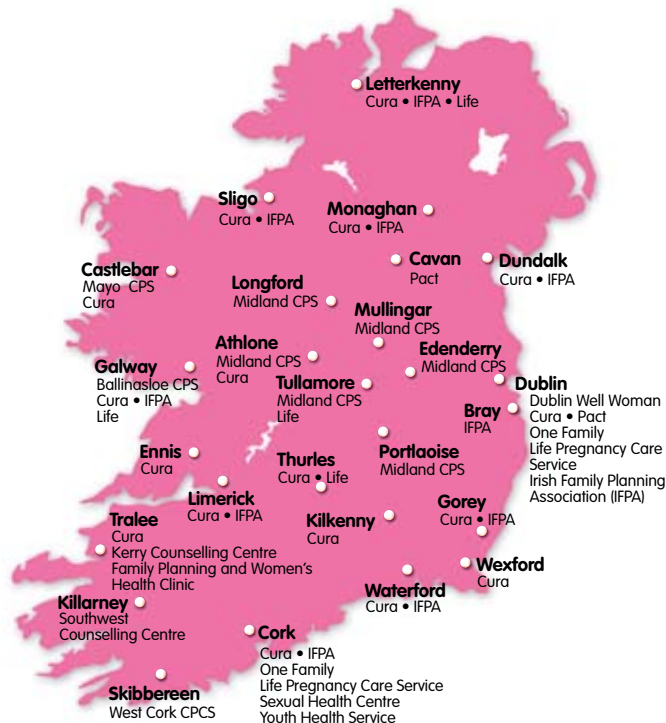 Letterkenny
Cura • IFPA • Life
Sligo
Cura • IFPA
Monaghan
Cura • IFPA
Cavan
Pact
Dundalk
Cura • IFPA
Castlebar
Mayo CPS
Cura
Longford
Midland CPS
Mullingar
Midland CPS
Athlone
Midland CPS
Cura
Edenderry
Midland CPS
Galway
Ballinasloe CPS
Cura • IFPA
Life
Tullamore
Midland CPS
Life
Dublin
Dublin Well Woman
Cura • Pact
One Family
Life Pregnancy Care
Service
Irish Family Planning
Association (IFPA)
Bray
IFPA
Ennis
Cura
Thurles
Cura • Life
Portlaoise
Midland CPS
Limerick
Cura • IFPA
Kilkenny
Cura
Gorey
Cura • IFPA
Tralee
Cura
Kerry Counselling Centre
Family Planning and Women's
Health Clinic
Wexford
Cura
Waterford
Cura • IFPA
Killarney
Southwest
Counselling Centre
Cork
Cura • IFPA
One Family
Life Pregnancy Care Service
Sexual Health Centre
Youth Health Service
Skibbereen
West Cork CPCS